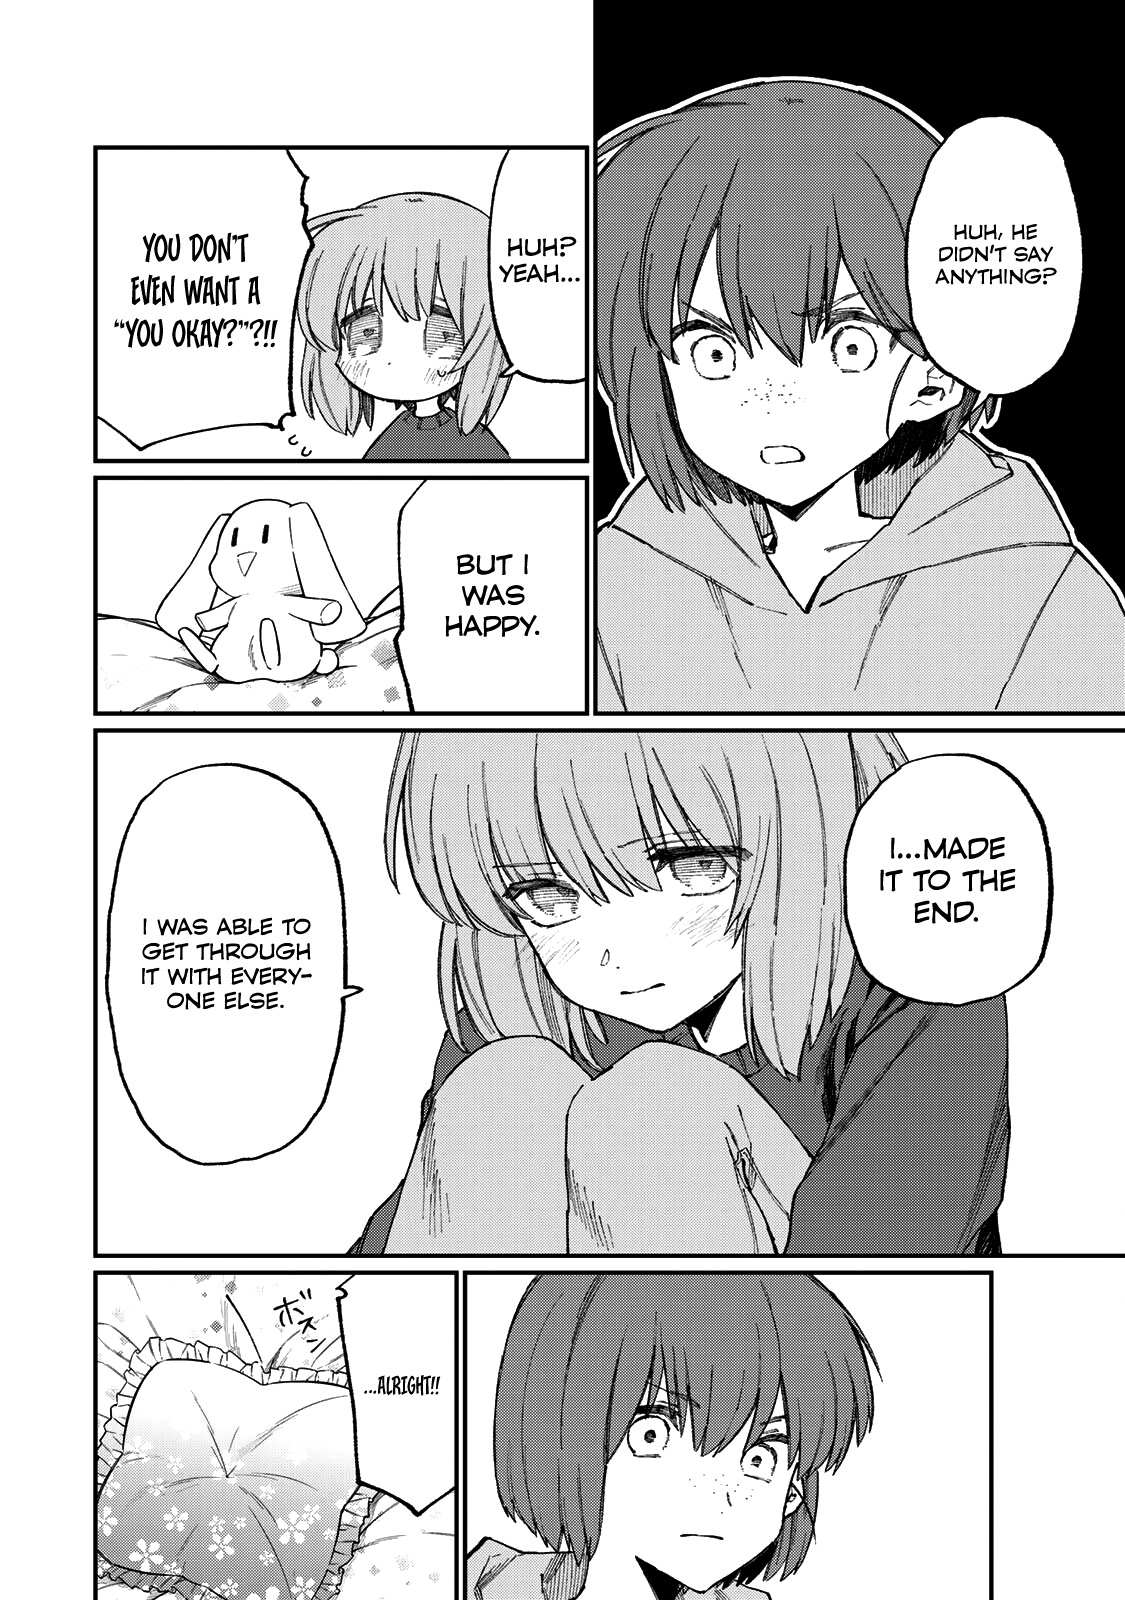 HUH, HE
DIDN'T SAY
ANYTHING?
HUH?
YEAH...
YOU DON'T
EVEN WANT A
“YOU OKAY?”?!!
BUT I
WAS
HAPPY.
I...MADE
IT TO THE
END.
I WAS ABLE TO
GET THROUGH
IT WITH EVERY-
ONE ELSE.
...ALRIGHT!!
ボスン